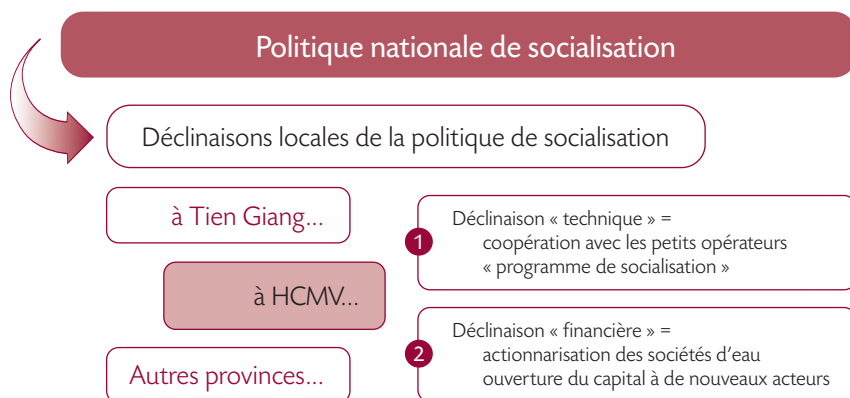 Politique nationale de socialisation
Déclinaisons locales de la politique de socialisation
à Tien Giang...
à HCMV...
Autres provinces...
1
Déclinaison « technique » =
coopération avec les petits opérateurs
« programme de socialisation »
2
Déclinaison « financière » =
actionnarisation des sociétés d'eau
ouverture du capital à de nouveaux acteurs